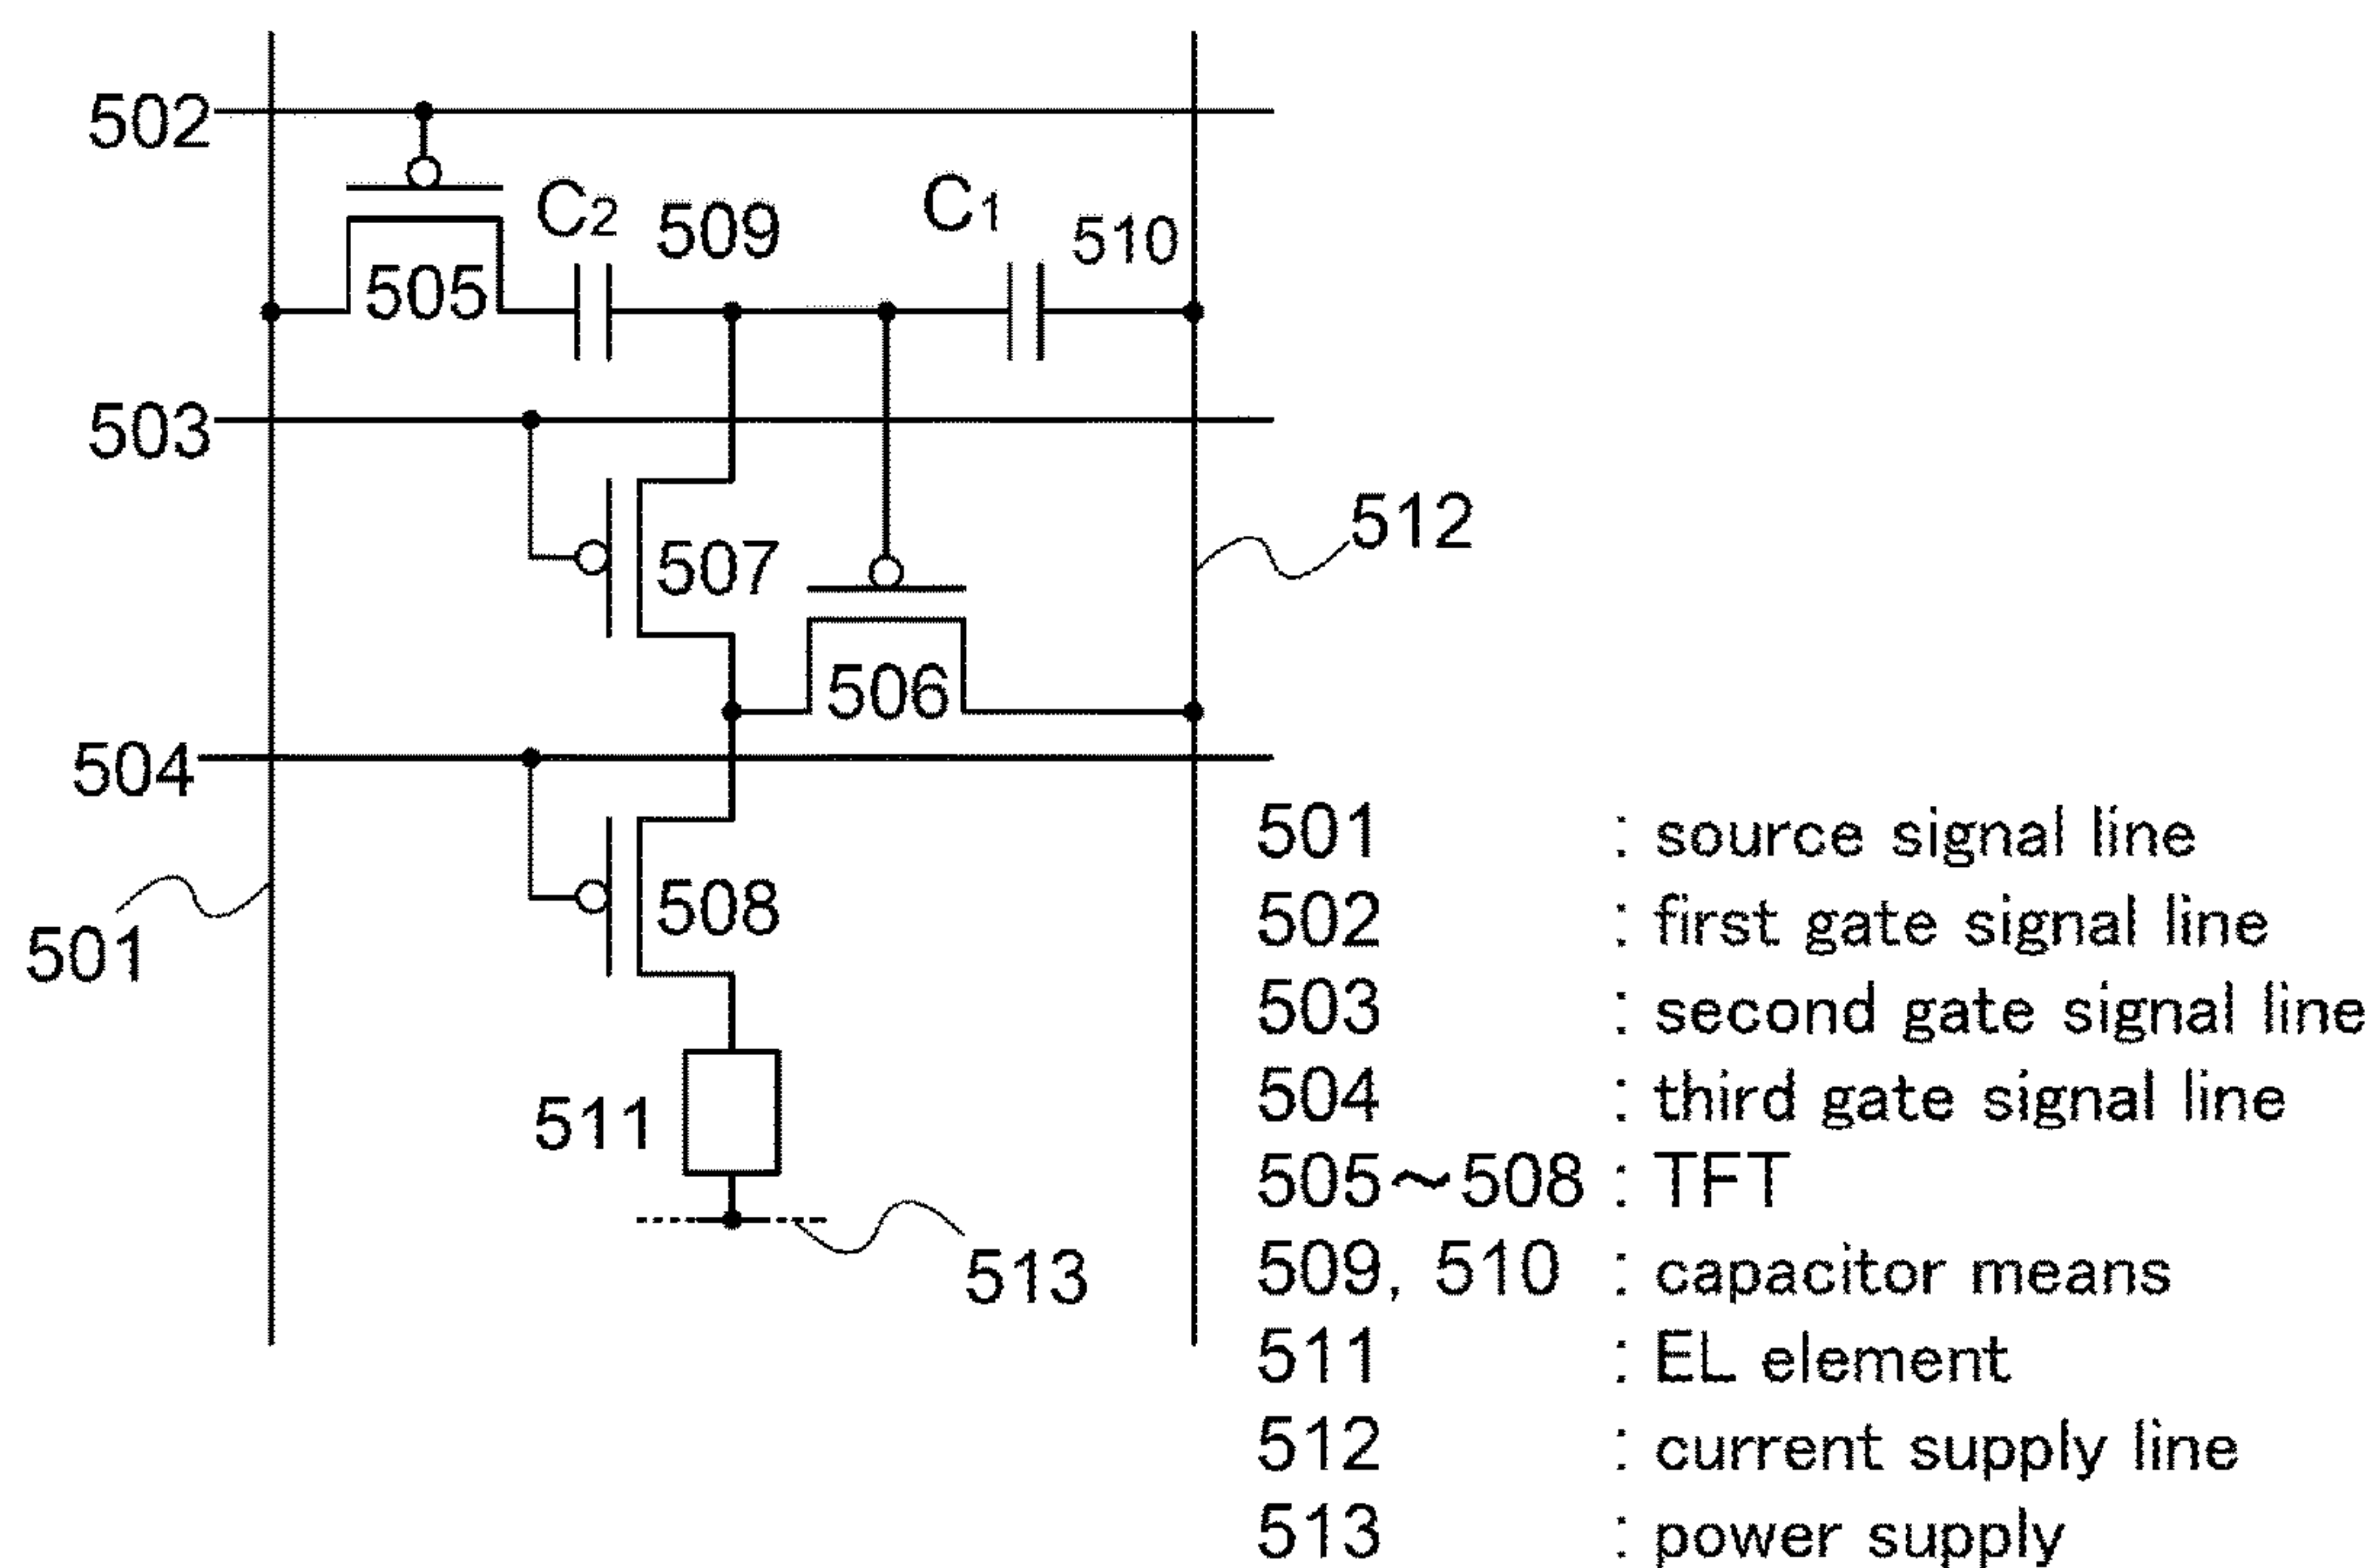 502
C2
509
C1
510
505
503
512
507
506
504
508
501
511
513
501 : source signal line
502 : first gate signal line
503 : second gate signal line
504 : third gate signal line
505~508 : TFT
509, 510 : capacitor means
511 : EL element
512 : current supply line
513 : power supply